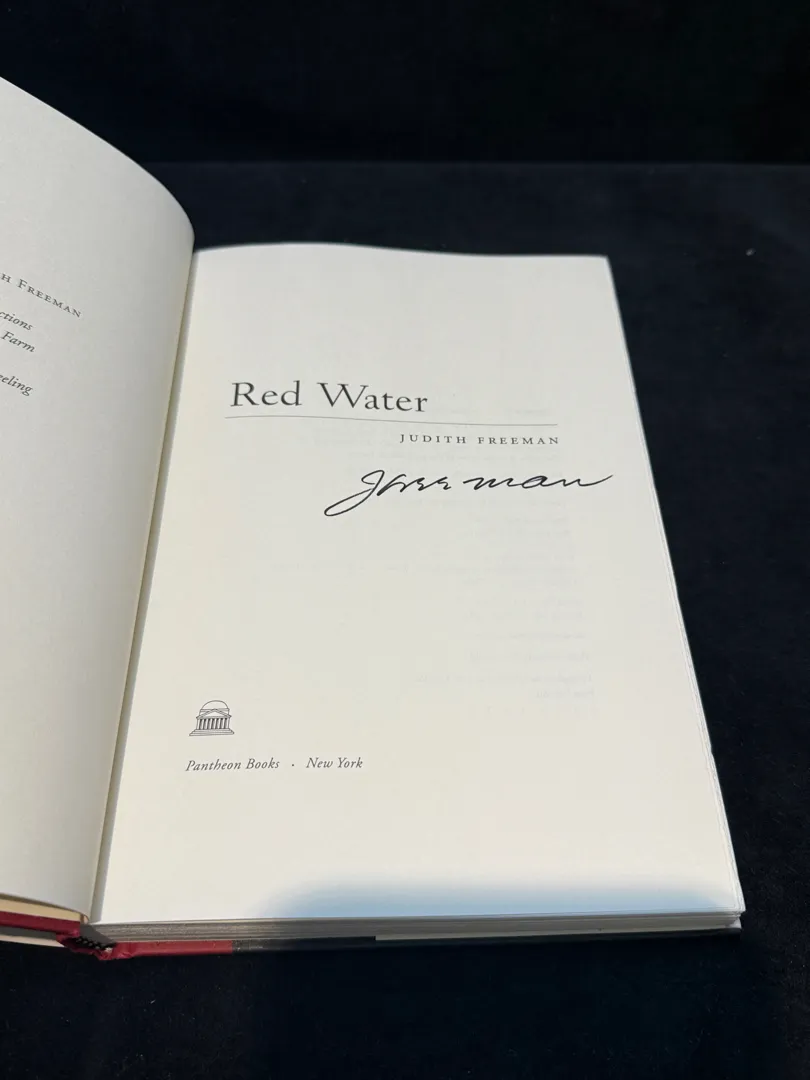 H FREEMAN
ctions
Farm
eling
Red Water
JUDITH FREEMAN
JFreeman
Pantheon Books · New York